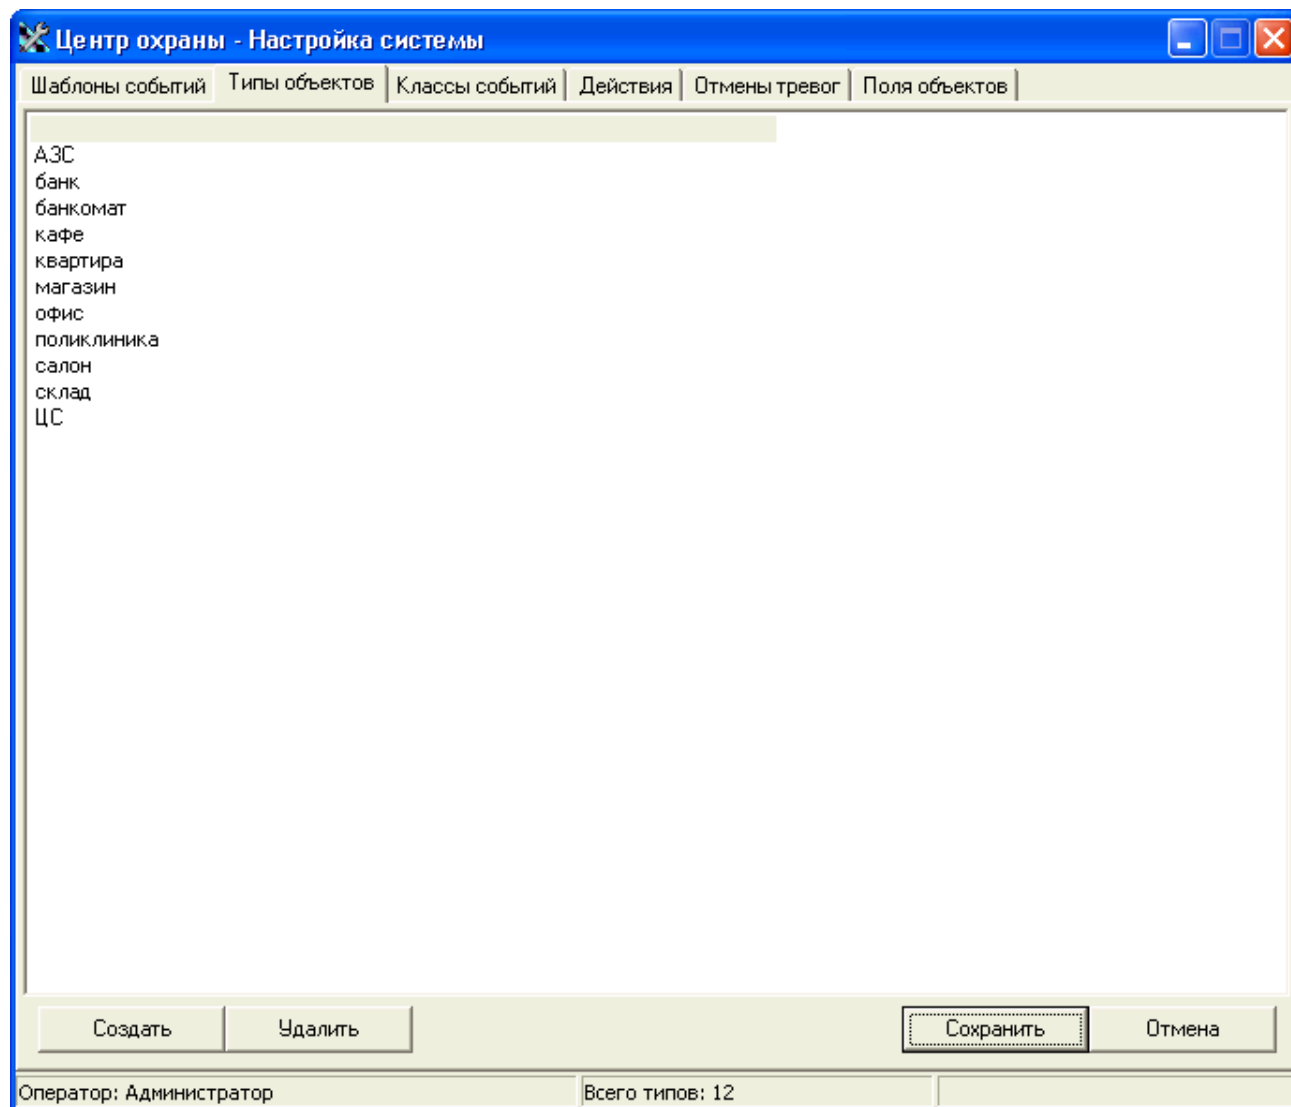 Центр охраны - Настройка системы
Шаблоны событий Типы объектов Классы событий Действия Отмены тревог Поля объектов
АЗС
банк
банкомат
кафе
квартира
магазин
офис
поликлиника
салон
склад
ЦС
Создать Удалить Сохранить Отмена
Оператор: Администратор Всего типов: 12